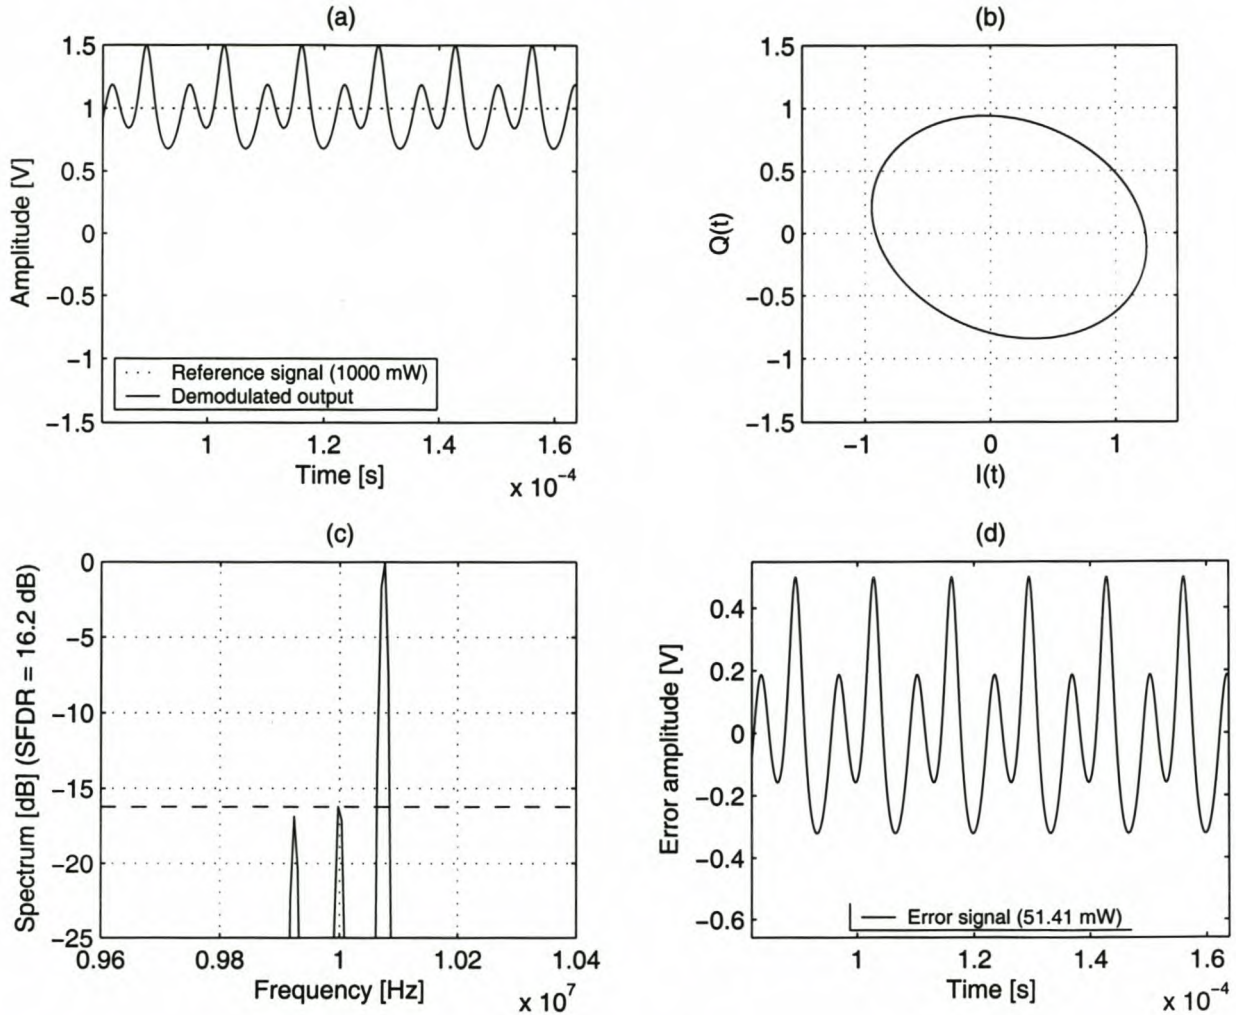 (a)
1.5
1
0.5
0
−0.5
−1
−1.5
Amplitude [V]
Reference signal (1000 mW)
Demodulated output
1
1.2
1.4
1.6
Time [s]
x 10−4
(b)
1.5
1
0.5
0
−0.5
−1
−1.5
Q(t)
−1
0
1
I(t)
(c)
0
−5
−10
−15
−20
−25
Spectrum [dB] (SFDR = 16.2 dB)
0.96
0.98
1
1.02
1.04
Frequency [Hz]
x 107
(d)
0.4
0.2
0
−0.2
−0.4
−0.6
Error amplitude [V]
Error signal (51.41 mW)
1
1.2
1.4
1.6
Time [s]
x 10−4